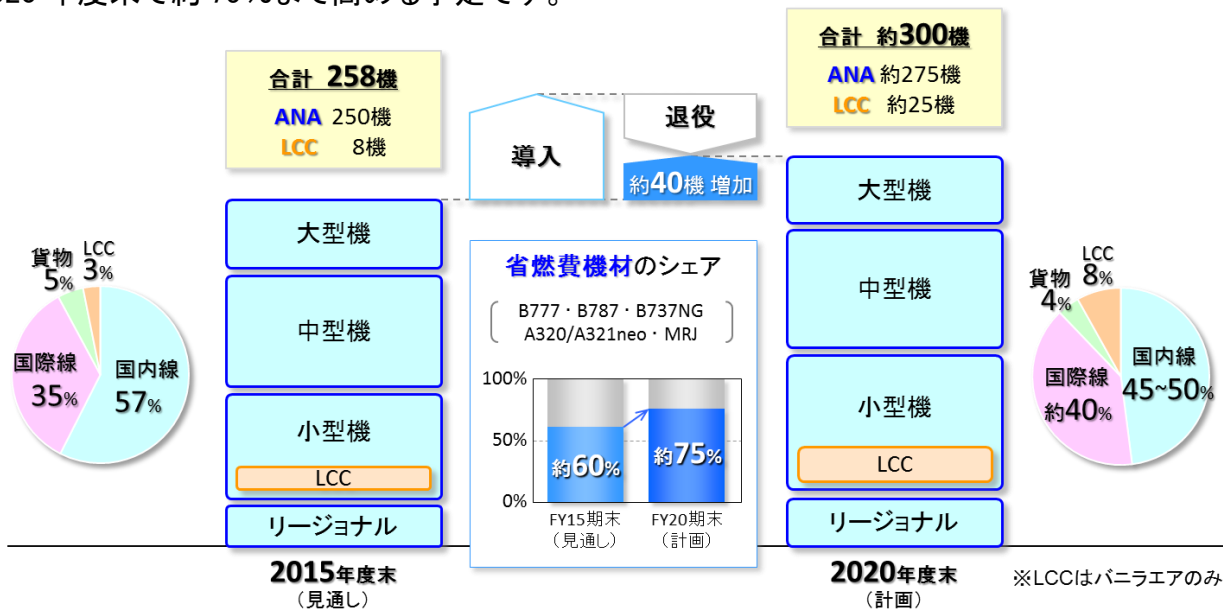 合計 258機
ANA 250機
LCC 8機
導入
退役
約40機 増加
合計 約300機
ANA 約275機
LCC 約25機
貨物
5%
LCC
3%
国際線
35%
国内線
57%
大型機
中型機
小型機
LCC
リージョナル
2015年度末
(見通し)
省燃費機材のシェア
B777・B787・B737NG
A320/A321neo・MRJ
100%
50%
0%
約60%
約75%
FY15期末
(見通し)
FY20期末
(計画)
大型機
中型機
小型機
LCC
リージョナル
2020年度末
(計画)
貨物
4%
LCC
8%
国際線
約40%
国内線
45~50%
※LCCはバニラエアのみ